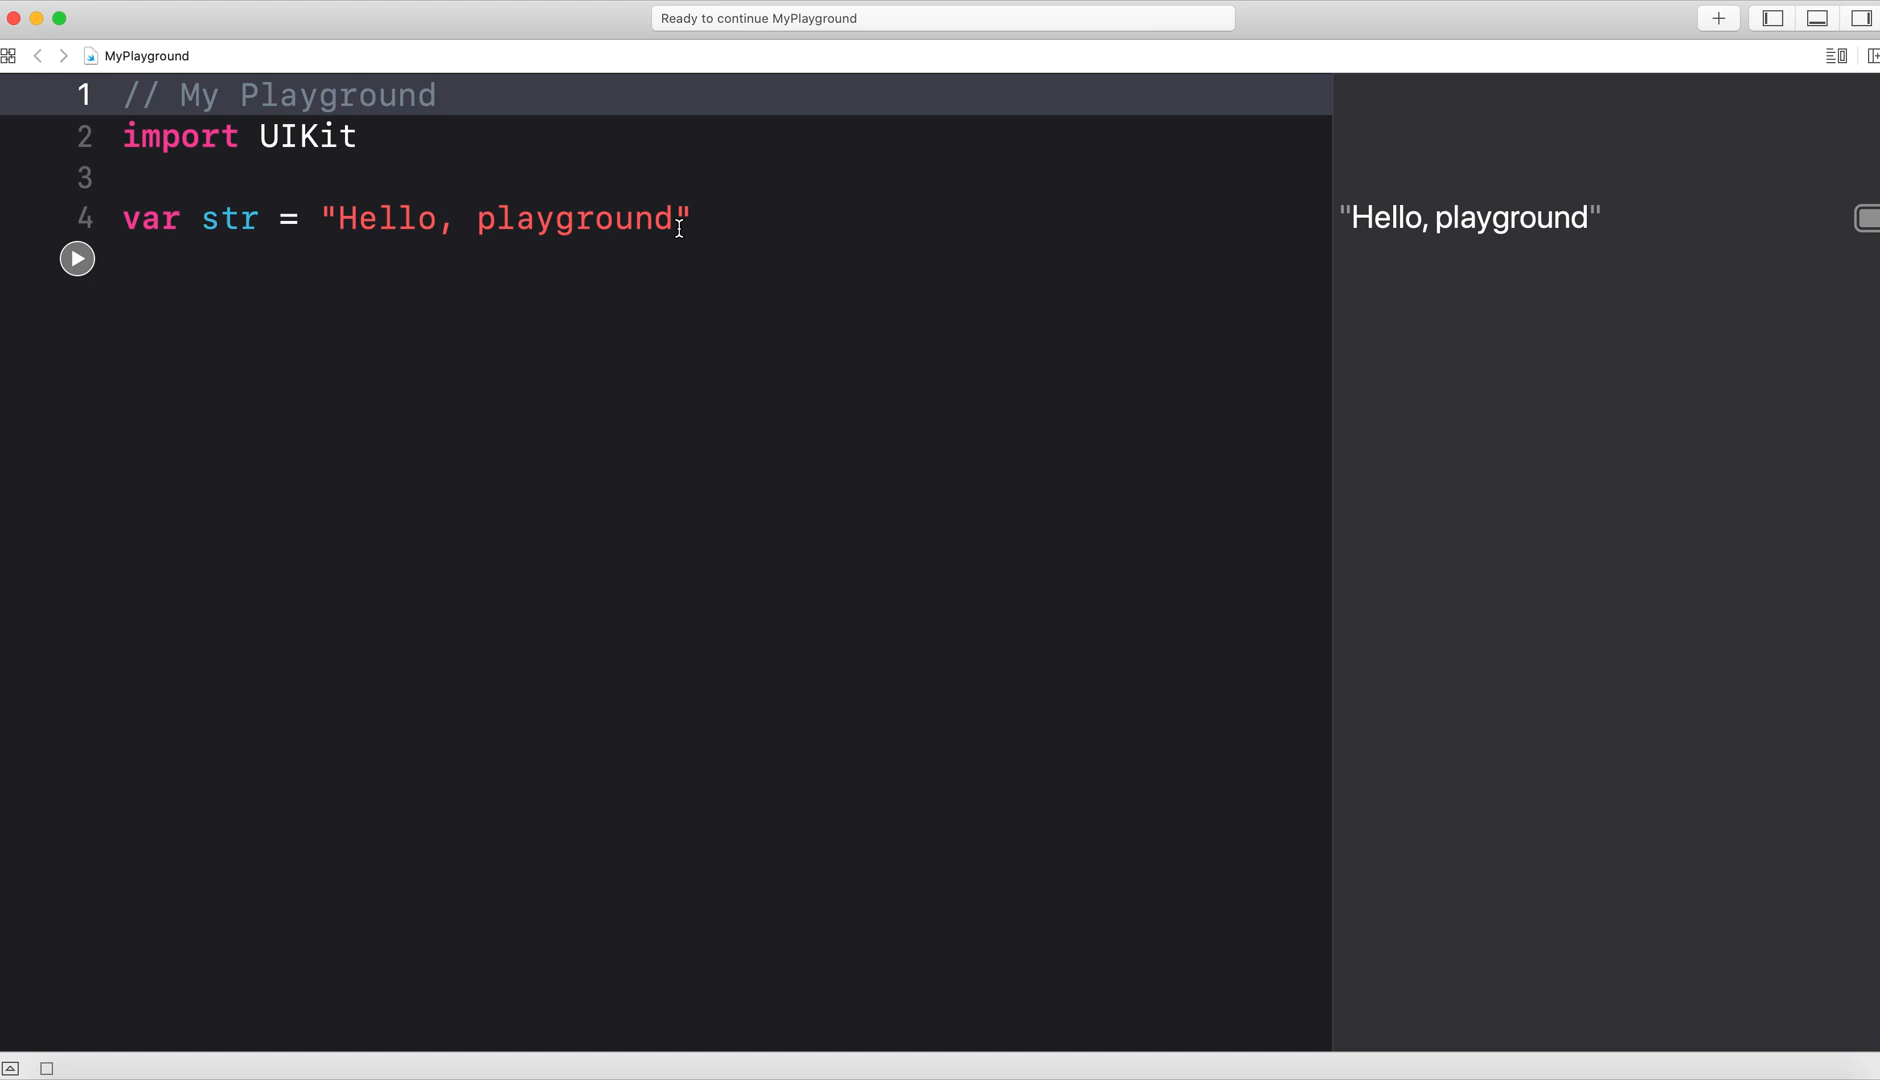 Ready to continue MyPlayground
MyPlayground
1 // My Playground
2 import UIKit
3
4 var str = "Hello, playground"
"Hello, playground"